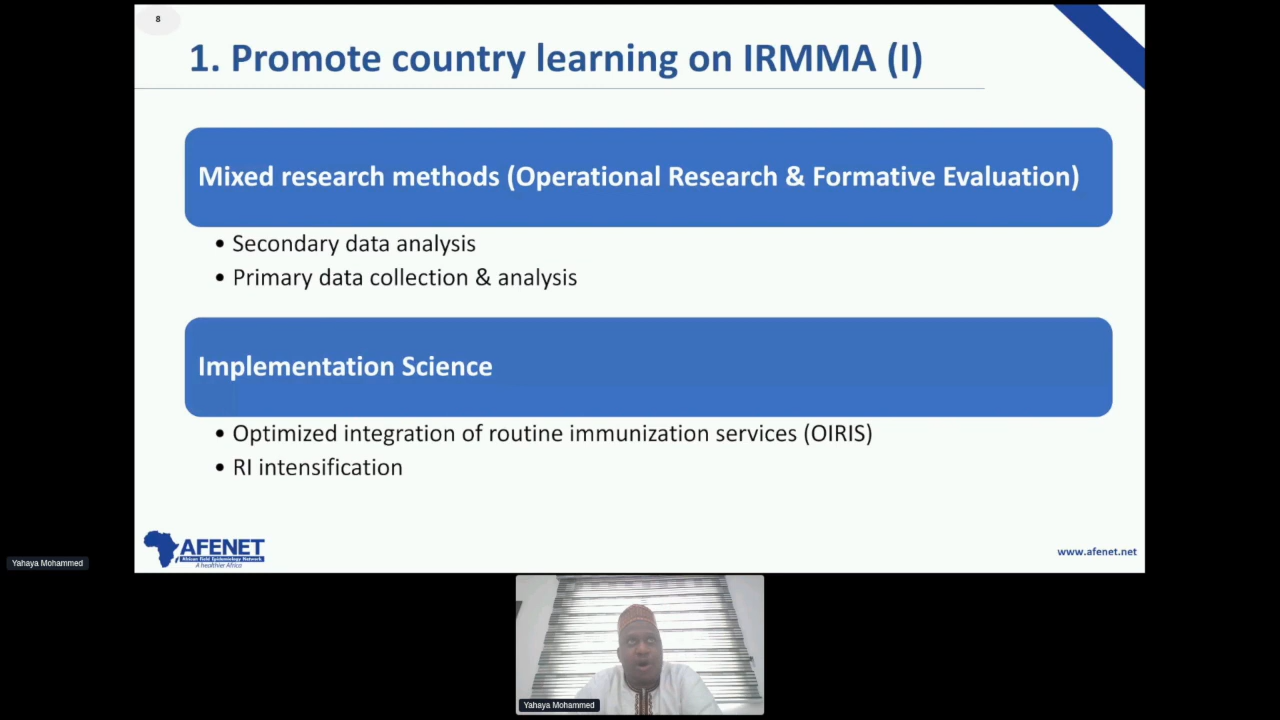 8
1. Promote country learning on IRMMA (I)
Mixed research methods (Operational Research & Formative Evaluation)
• Secondary data analysis
• Primary data collection & analysis
Implementation Science
• Optimized integration of routine immunization services (OIRIS)
• RI intensification
AFENET
African Field Epidemiology Network
A healthier Africa
www.afenet.net
Yahaya Mohammed
Yahaya Mohammed